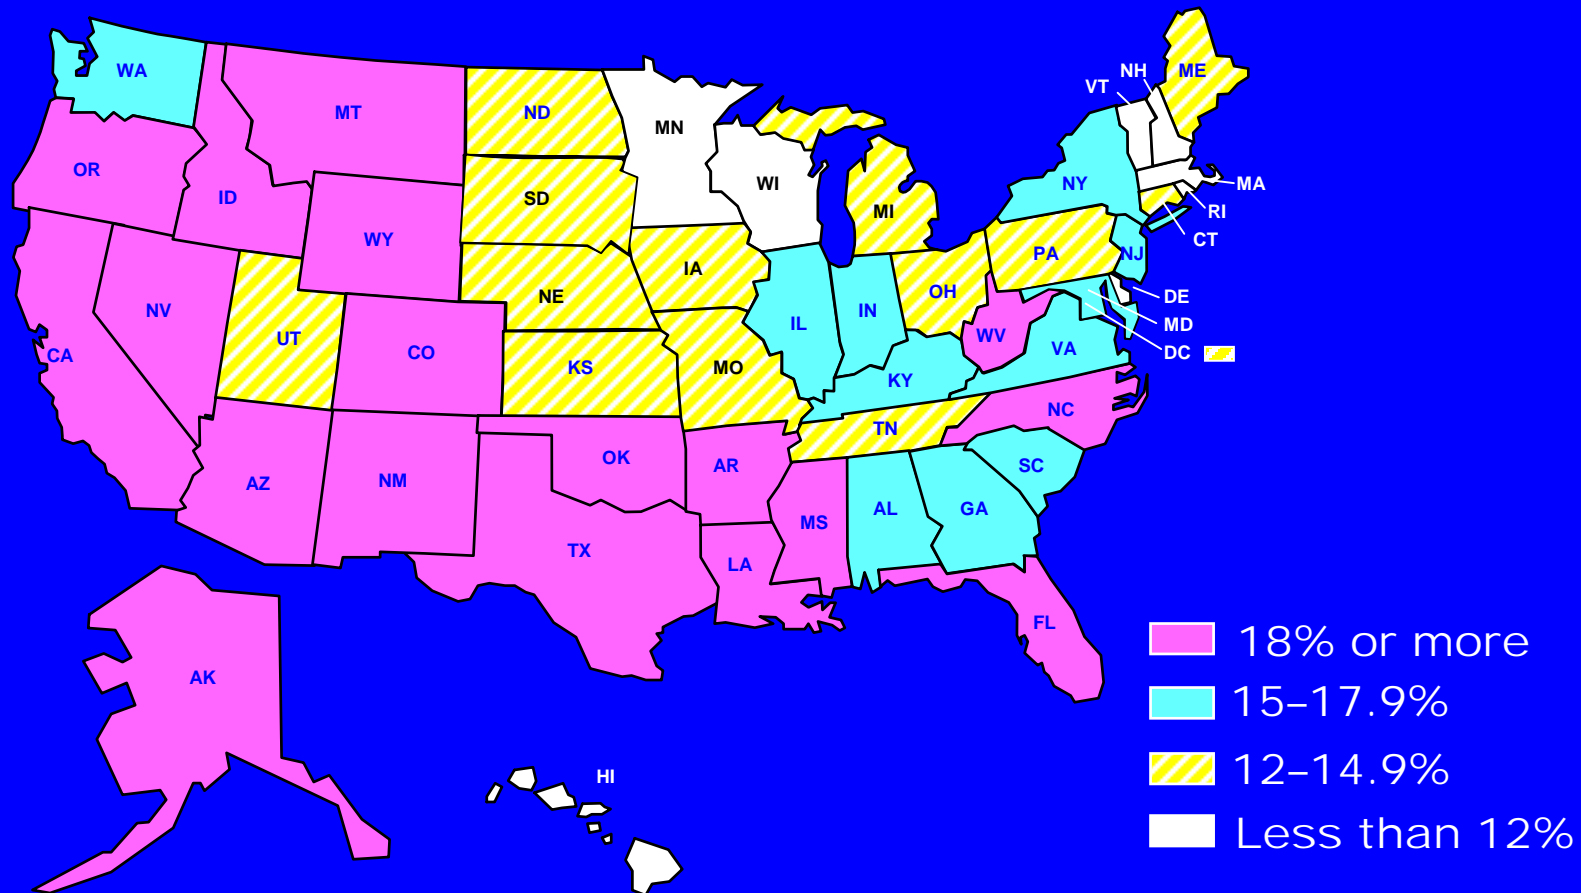 WA
MT
ND
MN
VT
NH
ME
OR
ID
SD
WI
MI
NY
MA
RI
CT
WY
IA
PA
NJ
NE
OH
DE
NV
UT
CO
IL
IN
WV
MD
DC
VA
CA
KS
MO
KY
NC
TN
AZ
NM
OK
AR
SC
MS
AL
GA
TX
LA
FL
AK
HI
18% or more
15–17.9%
12–14.9%
Less than 12%